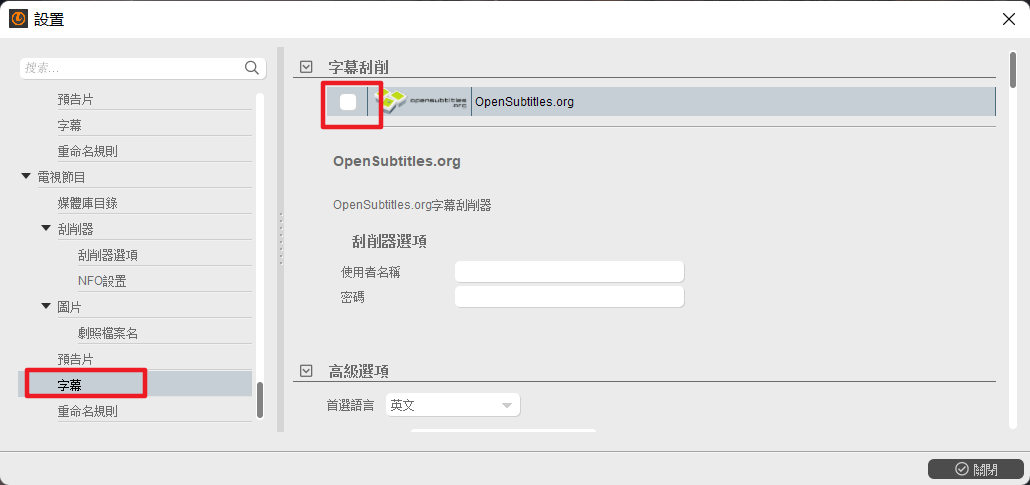 設置
搜索...
預告片
字幕
重命名規則
電視節目
媒體庫目錄
刮削器
刮削器選項
NFO設置
圖片
劇照檔案名
預告片
字幕
重命名規則
字幕刮削
opensubtitles.org OpenSubtitles.org
OpenSubtitles.org
OpenSubtitles.org字幕刮削器
刮削器選項
使用者名稱
密碼
高級選項
首選語言 英文
關閉